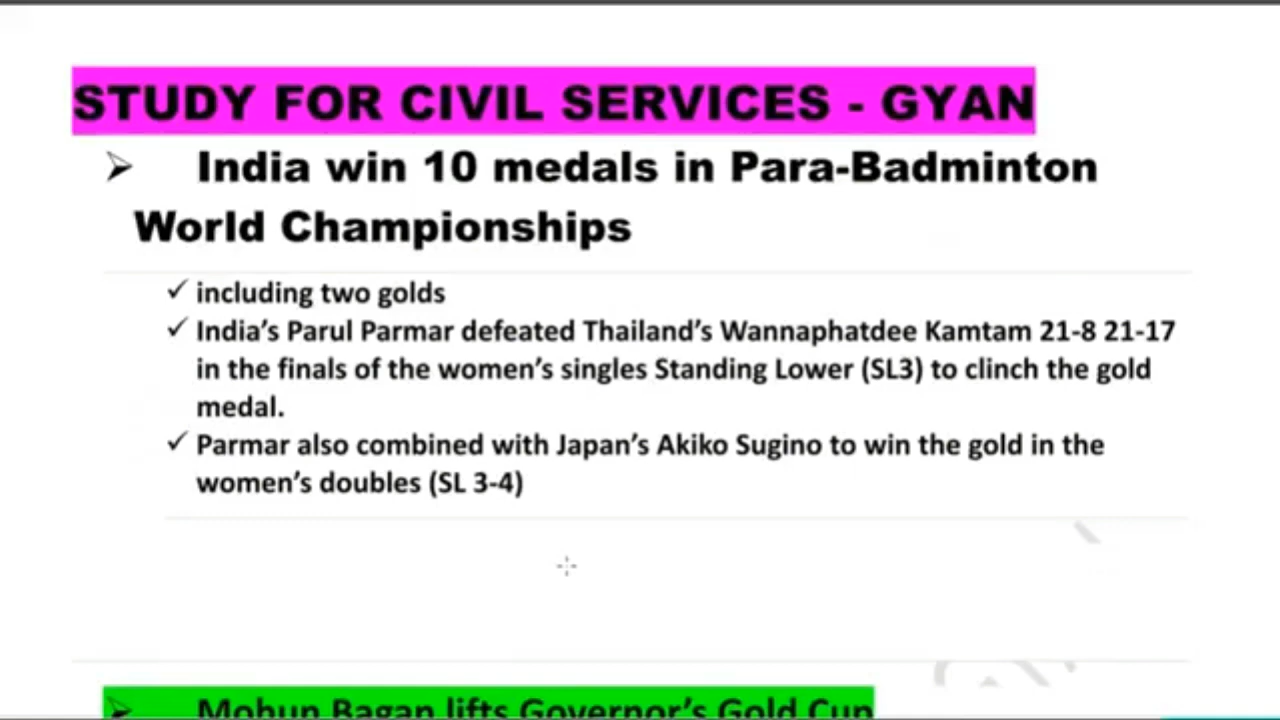 STUDY FOR CIVIL SERVICES - GYAN
➢ India win 10 medals in Para-Badminton
World Championships
✓ including two golds
✓ India’s Parul Parmar defeated Thailand’s Wannaphatdee Kamtam 21-8 21-17
in the finals of the women’s singles Standing Lower (SL3) to clinch the gold
medal.
✓ Parmar also combined with Japan’s Akiko Sugino to win the gold in the
women’s doubles (SL 3-4)
➢ Mohun Bagan lifts Governor’s Gold Cup